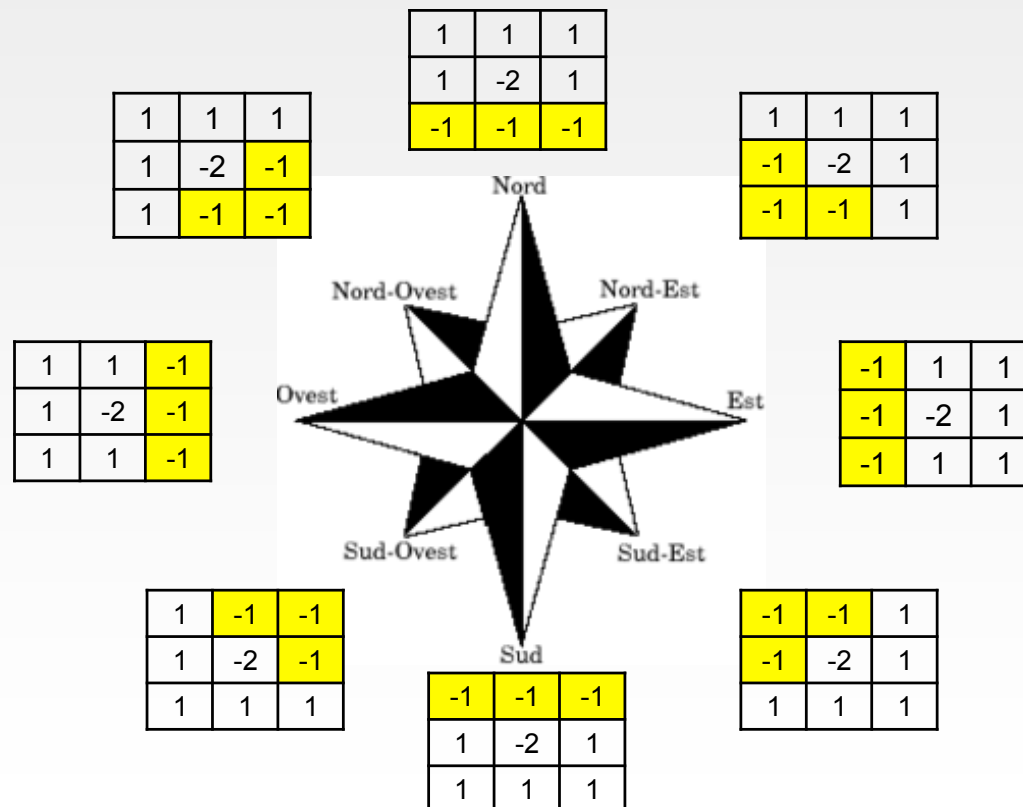 1 1 1
1 -2 1
-1 -1 -1
1 1 1
1 -2 -1
1 -1 -1
1 1 1
-1 -2 1
-1 -1 1
Nord
Nord-Ovest
Nord-Est
1 1 -1
1 -2 -1
1 1 -1
Ovest
Est
-1 1 1
-1 -2 1
-1 1 1
Sud-Ovest
Sud-Est
1 -1 -1
1 -2 -1
1 1 1
Sud
-1 -1 -1
1 -2 1
1 1 1
-1 -1 1
-1 -2 1
1 1 1